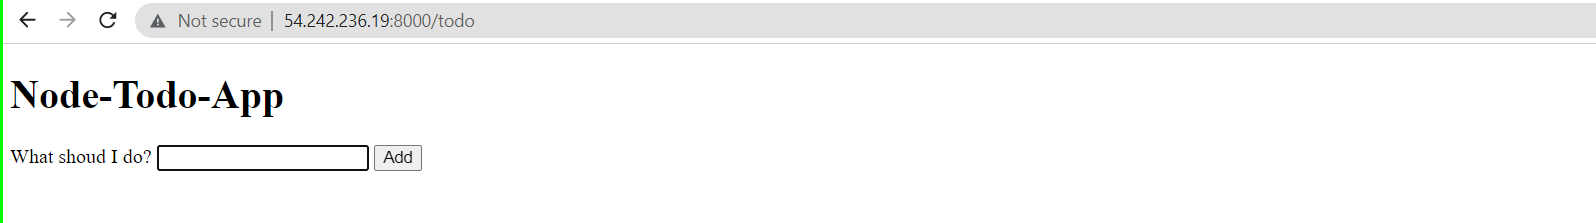 Not secure | 54.242.236.19:8000/todo
Node-Todo-App
What shoud I do? Add